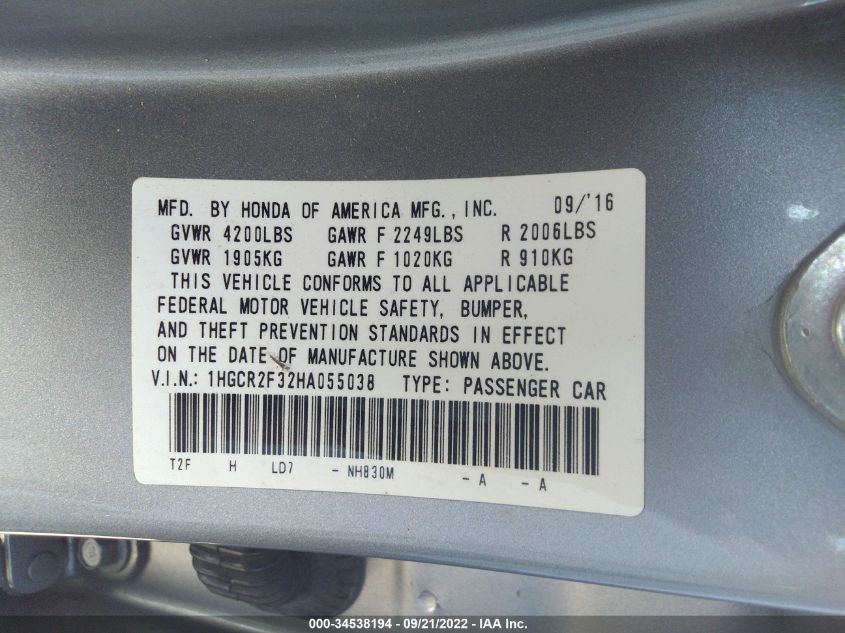 MFD. BY HONDA OF AMERICA MFG., INC. 09/'16
GVWR 4200LBS GAWR F 2249LBS R 2006LBS
GVWR 1905KG GAWR F 1020KG R 910KG
THIS VEHICLE CONFORMS TO ALL APPLICABLE
FEDERAL MOTOR VEHICLE SAFETY, BUMPER,
AND THEFT PREVENTION STANDARDS IN EFFECT
ON THE DATE OF MANUFACTURE SHOWN ABOVE.
V.I.N.: 1HGCR2F32HA055038 TYPE: PASSENGER CAR
T2F H LD7 - NH830M - A - A
000-34538194 - 09/21/2022 - IAA Inc.